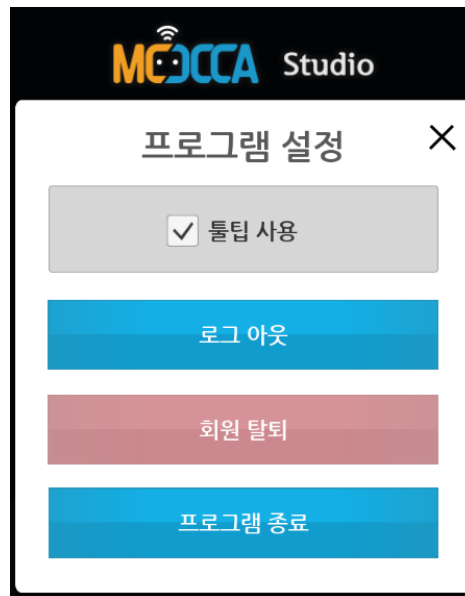 MOCCA Studio
프로그램 설정
툴팁 사용
로그 아웃
회원 탈퇴
프로그램 종료